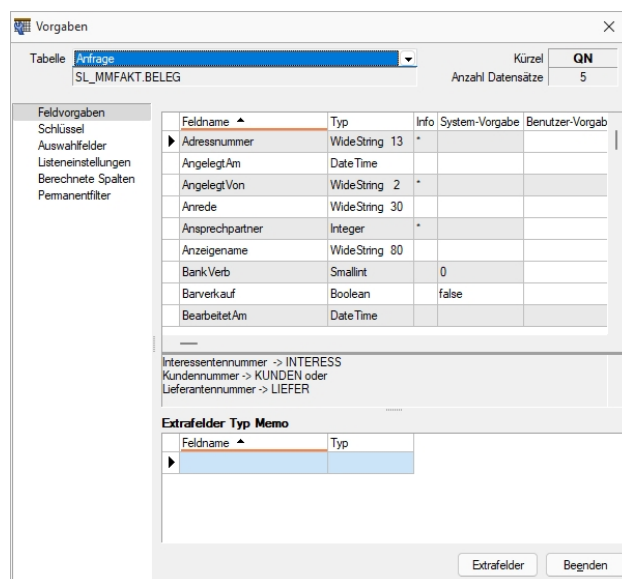 Vorgaben
Tabelle Anfrage Kürzel QN
SL_MMFAKT.BELEG Anzahl Datensätze 5
Feldvorgaben
Schlüssel
Auswahlfelder
Listeneinstellungen
Berechnete Spalten
Permanentfilter
Feldname Typ Info System-Vorgabe Benutzer-Vorgab
Adressnummer WideString 13 *
AngelegtAm DateTime
AngelegtVon WideString 2 *
Anrede WideString 30
Ansprechpartner Integer *
Anzeigename WideString 80
BankVerb Smallint 0
Barverkauf Boolean false
BearbeitetAm DateTime
Interessentennummer -> INTERESS
Kundennummer -> KUNDEN oder
Lieferantennummer -> LIEFER
Extrafelder Typ Memo
Feldname Typ
Extrafelder Beenden